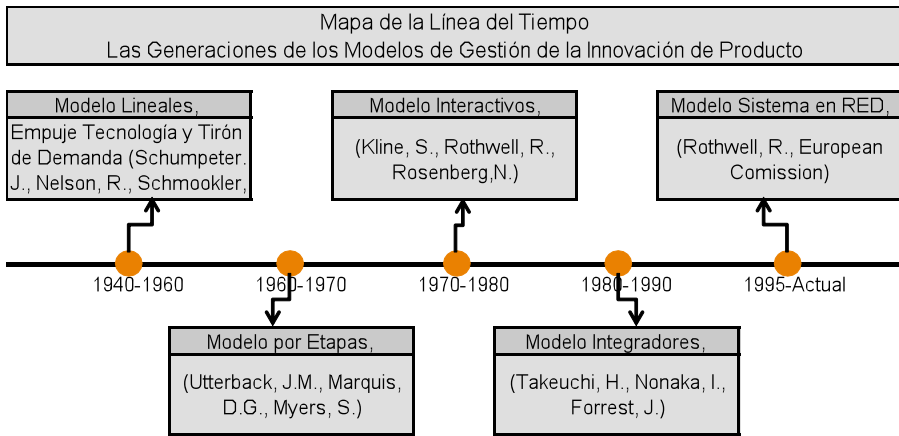 Mapa de la Línea del Tiempo
Las Generaciones de los Modelos de Gestión de la Innovación de Producto
Modelo Lineales,
Empuje Tecnología y Tirón
de Demanda (Schumpeter.
J., Nelson, R., Schmookler,
Modelo Interactivos,
(Kline, S., Rothwell, R.,
Rosenberg,N.)
Modelo Sistema en RED,
(Rothwell, R., European
Comission)
1940-1960
1960-1970
1970-1980
1980-1990
1995-Actual
Modelo por Etapas,
(Utterback, J.M., Marquis,
D.G., Myers, S.)
Modelo Integradores,
(Takeuchi, H., Nonaka, I.,
Forrest, J.)